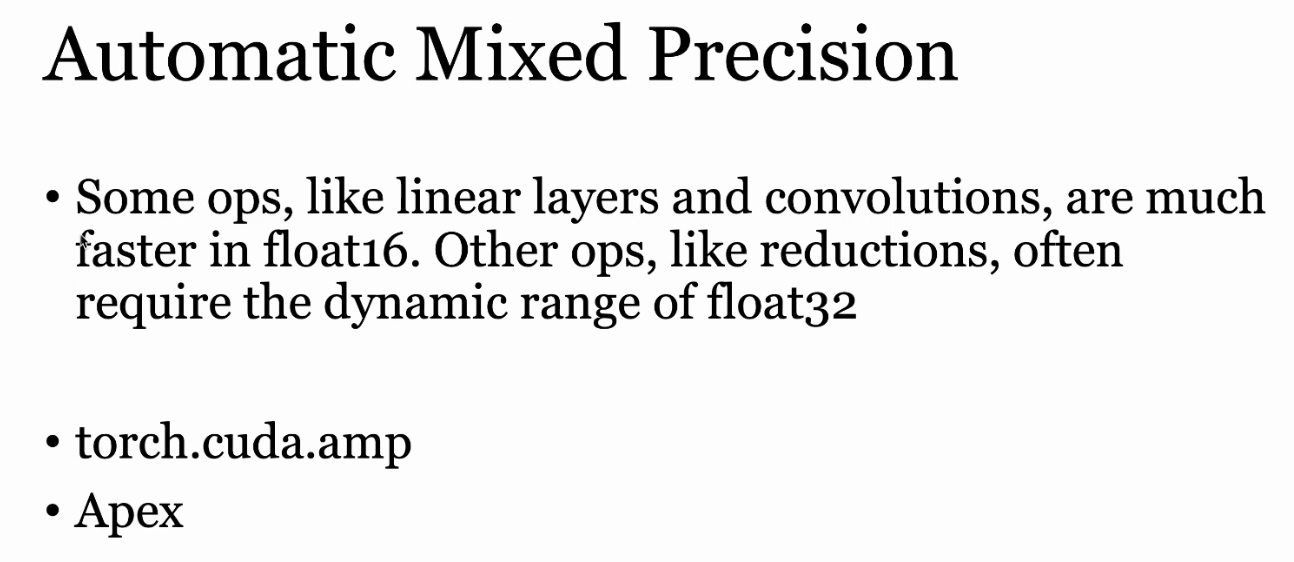 Automatic Mixed Precision
• Some ops, like linear layers and convolutions, are much
faster in float16. Other ops, like reductions, often
require the dynamic range of float32
• torch.cuda.amp
• Apex